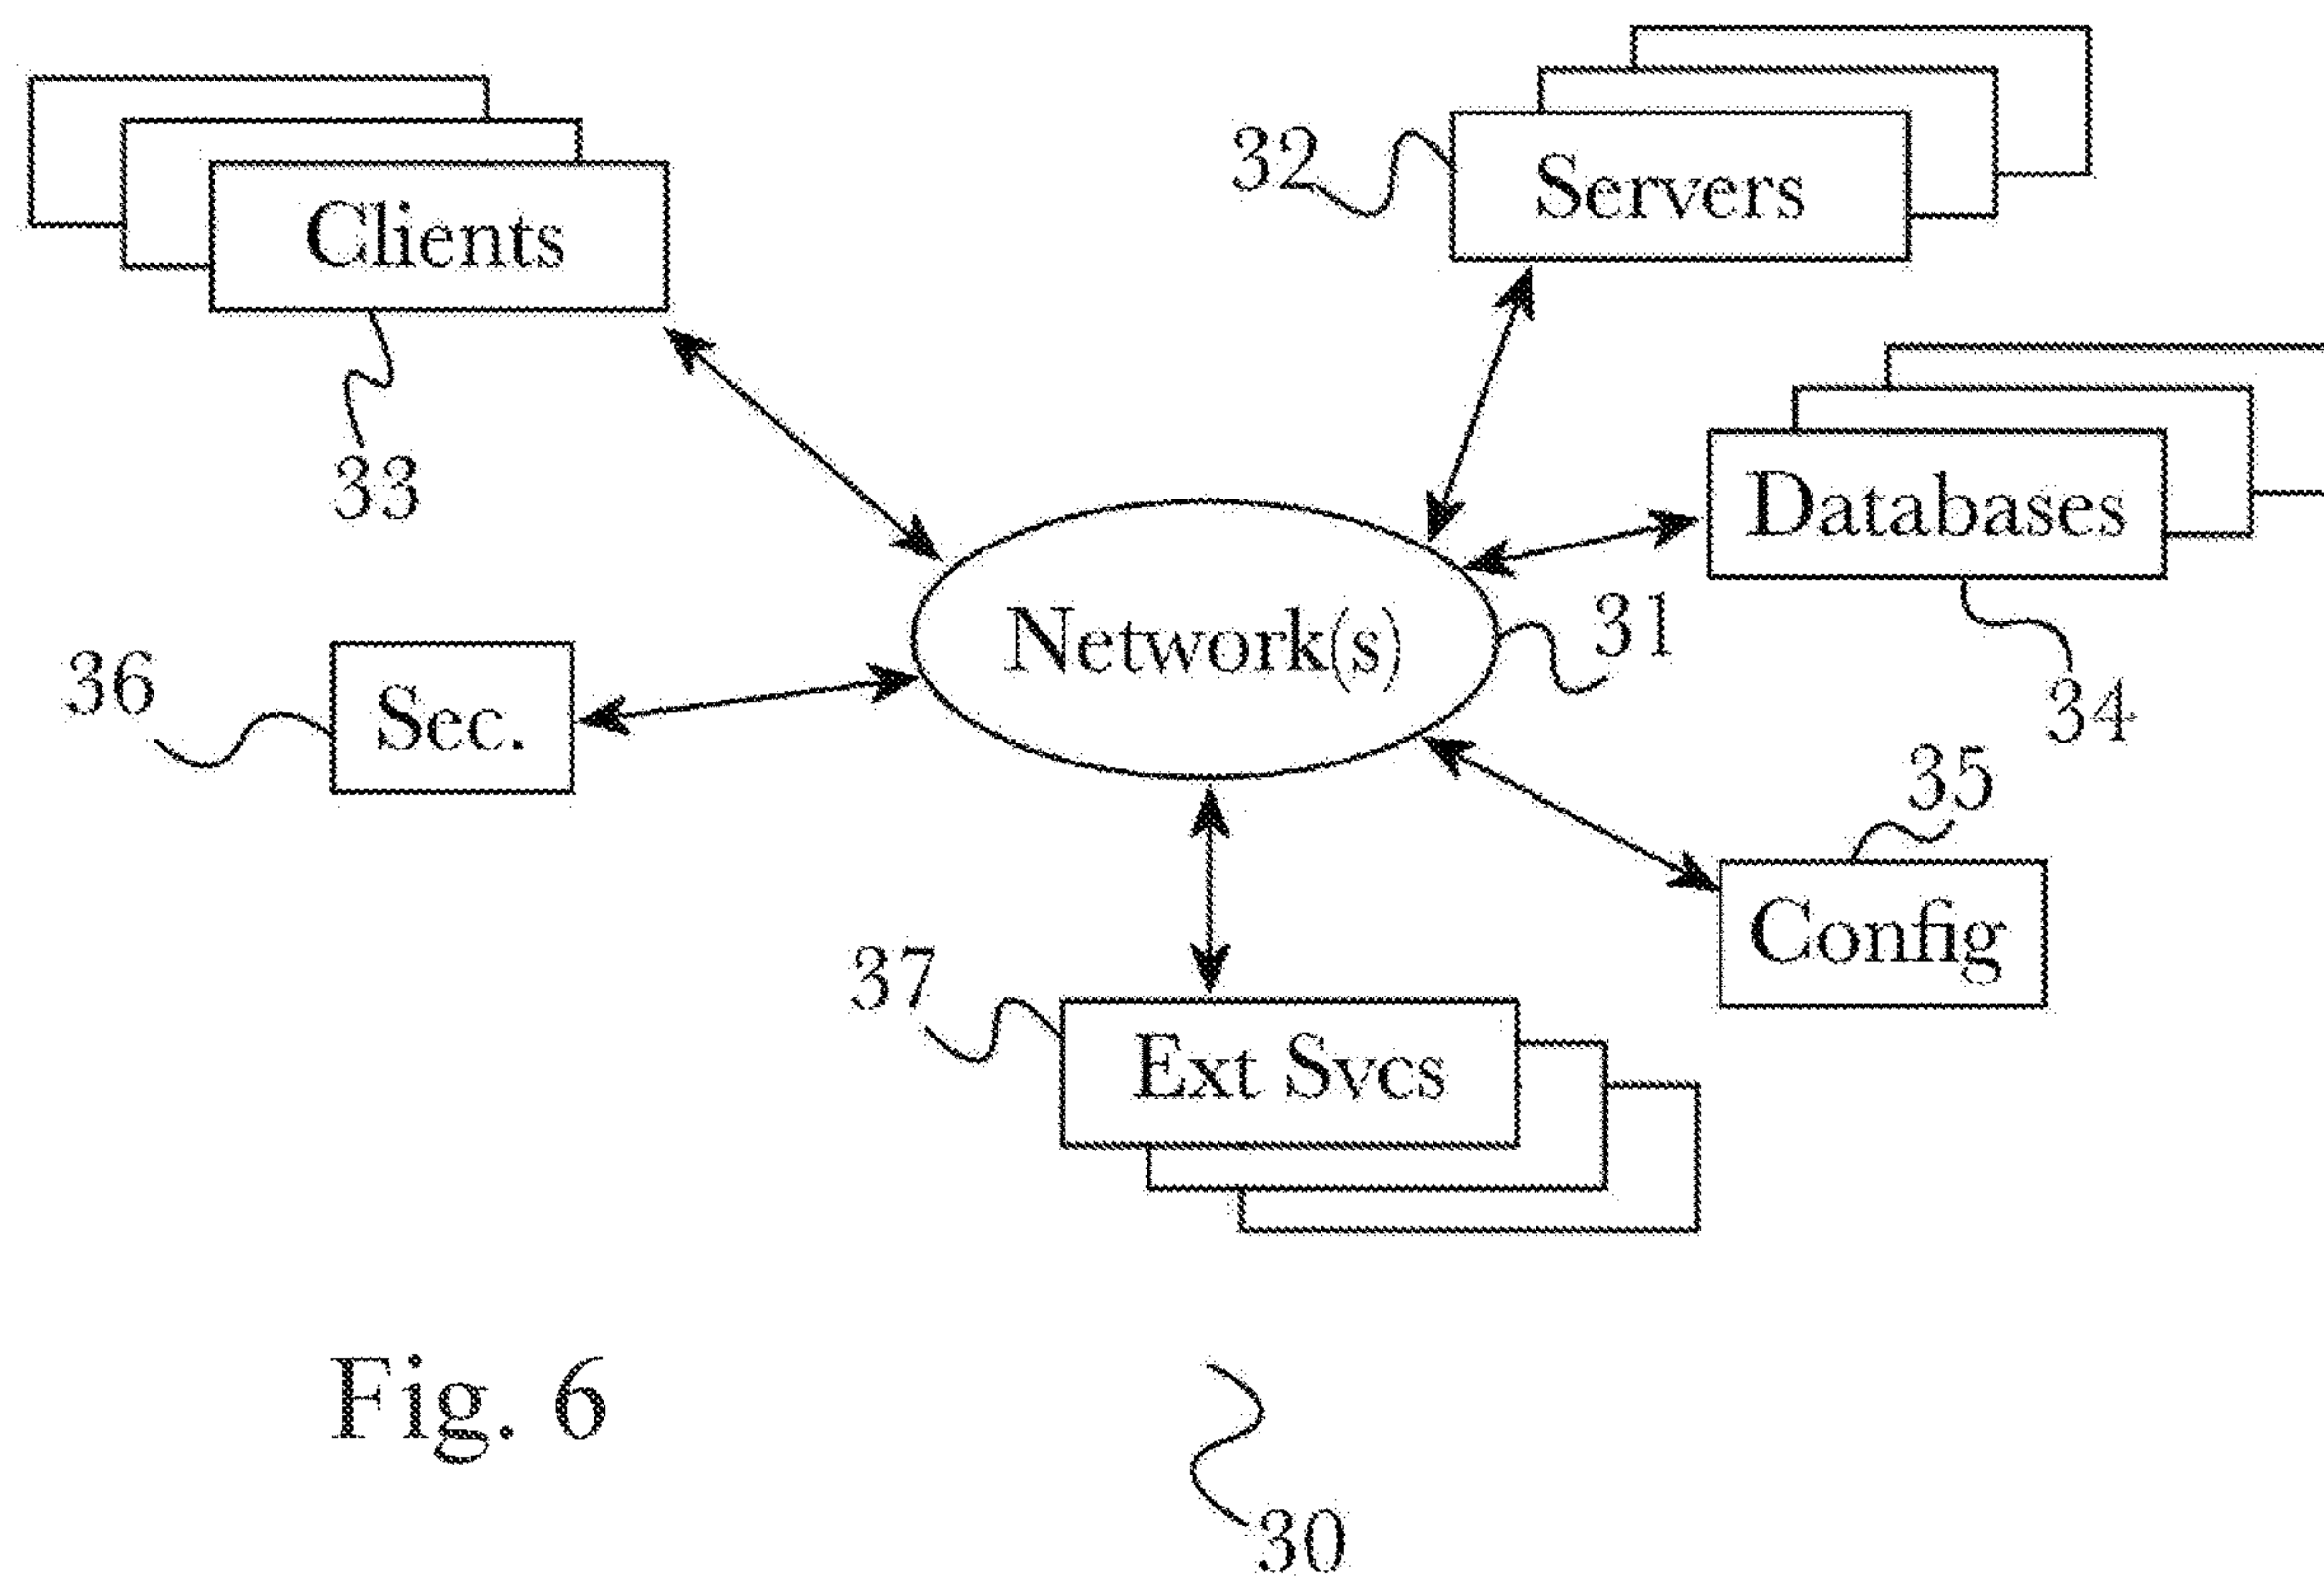 32
Servers
Clients
33
Databases
31
Network(s)
36
Sec.
34
35
Config
37
Ext Svcs
Fig. 6
30